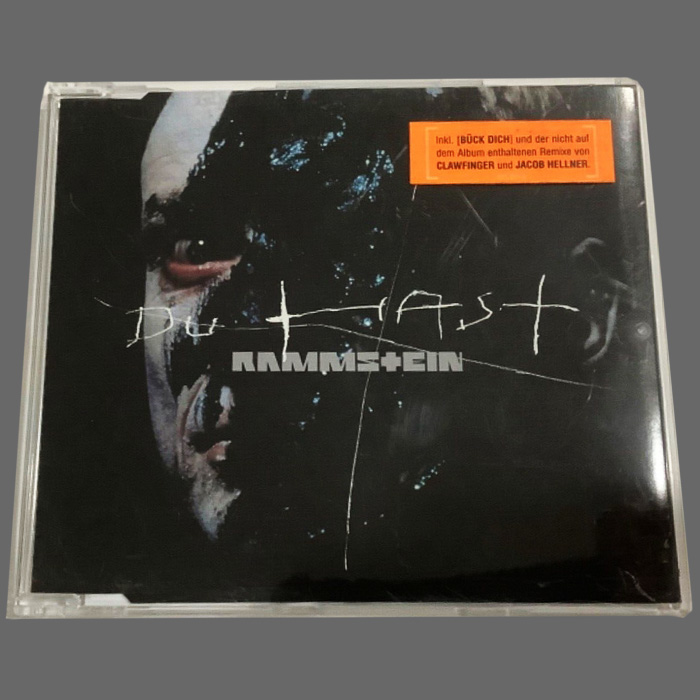 Inkl. [BÜCK DICH] und der nicht auf
dem Album enthaltenen Remixe von
CLAWFINGER und JACOB HELLNER.
DU HAST
RAMMSTEIN